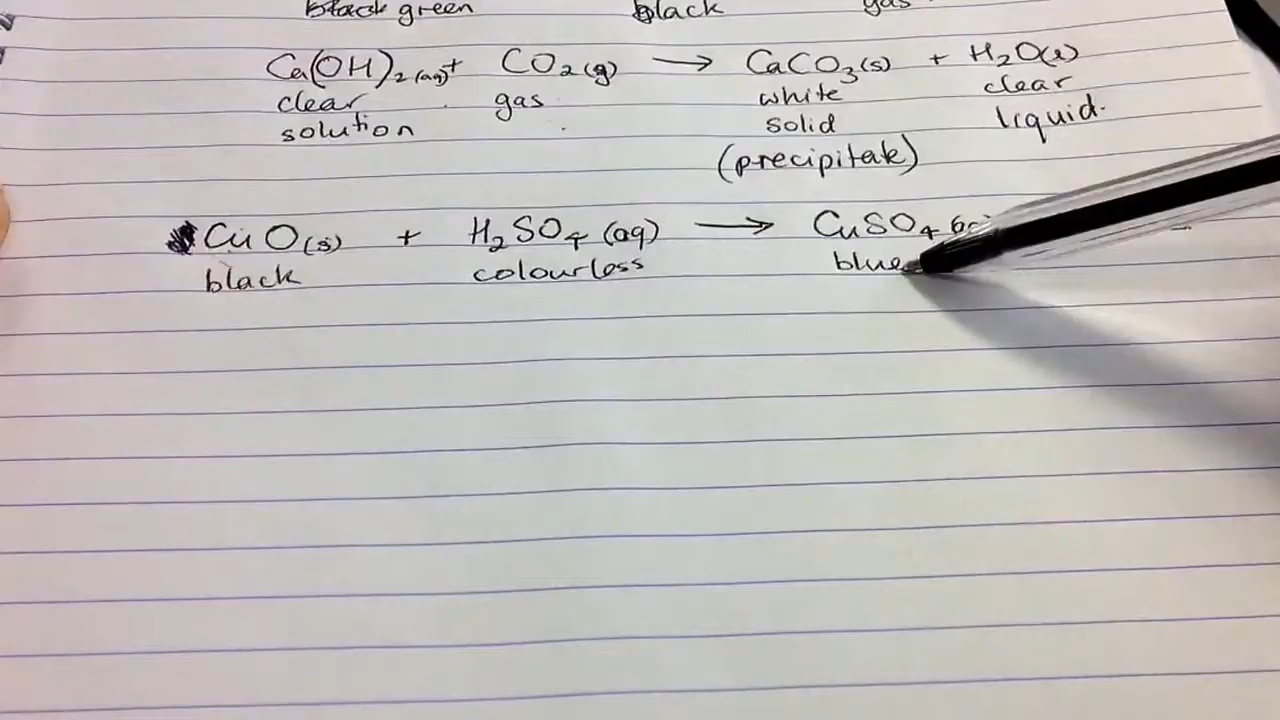 black green black gas
Ca(OH)₂(aq) + CO₂(g) → CaCO₃(s) + H₂O(l)
clear gas white clear
solution solid liquid.
(precipitate)
CuO(s) + H₂SO₄(aq) → CuSO₄
black colourless blue